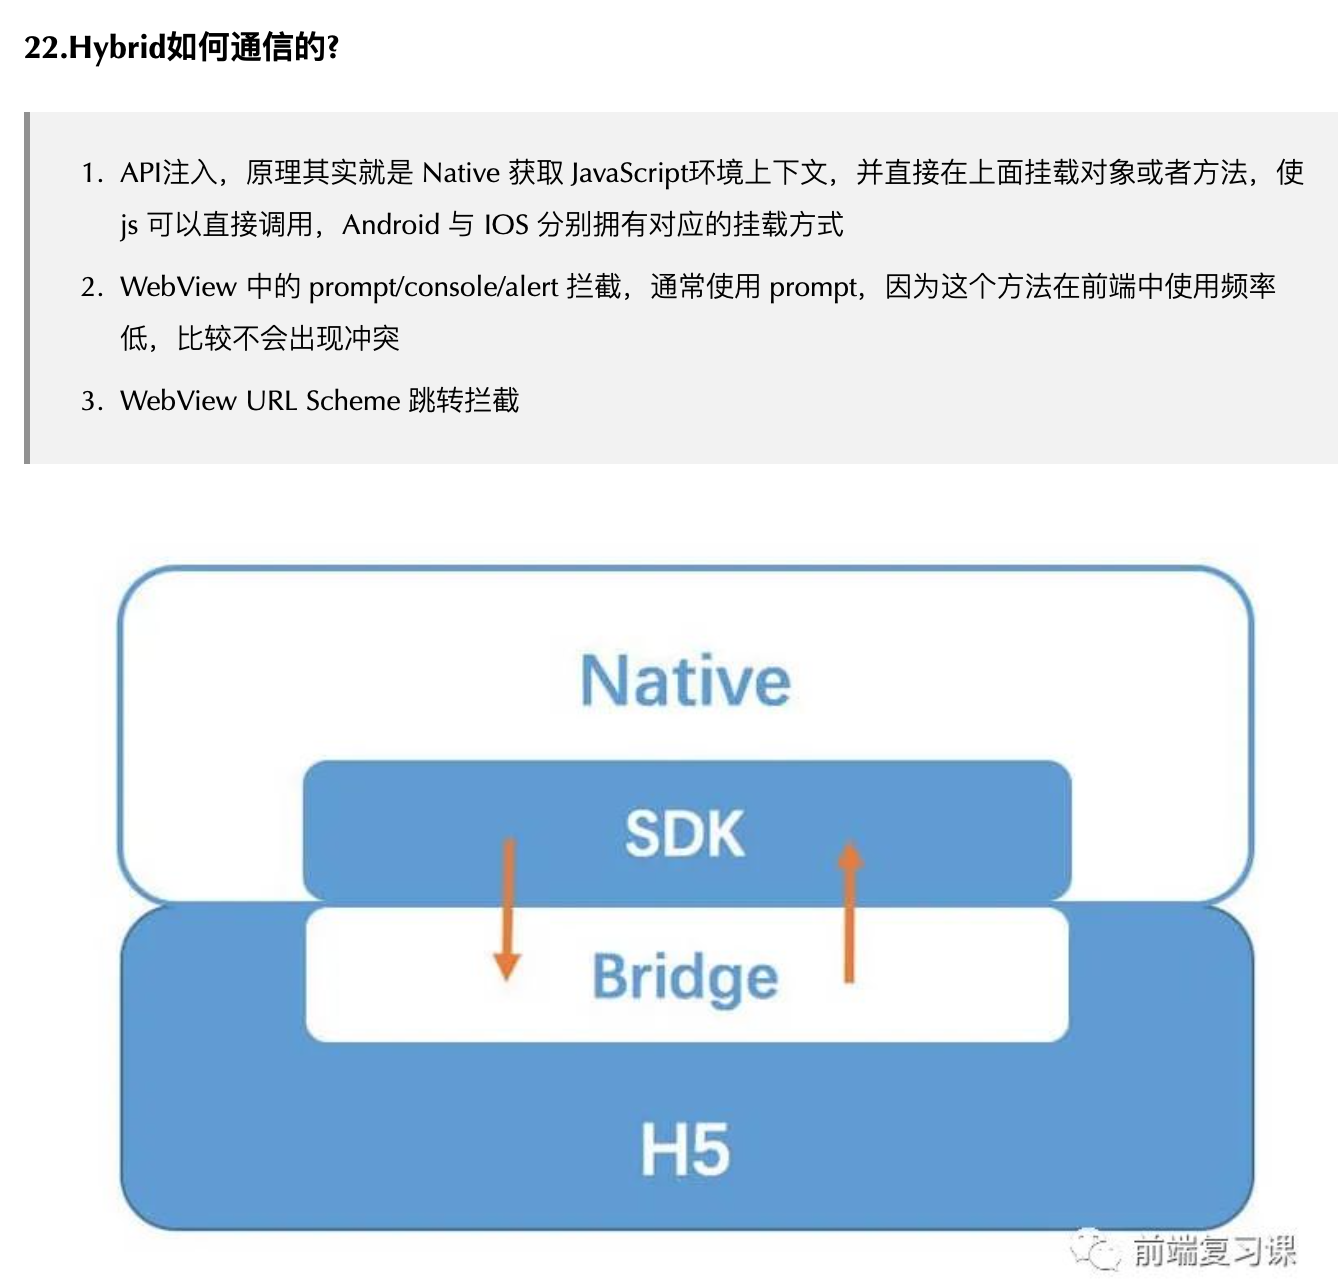 22.Hybrid如何通信的?
1. API注入，原理其实就是 Native 获取 JavaScript环境上下文，并直接在上面挂载对象或者方法，使
js 可以直接调用，Android 与 IOS 分别拥有对应的挂载方式
2. WebView 中的 prompt/console/alert 拦截，通常使用 prompt，因为这个方法在前端中使用频率
低，比较不会出现冲突
3. WebView URL Scheme 跳转拦截
Native
SDK
Bridge
H5
前端复习课